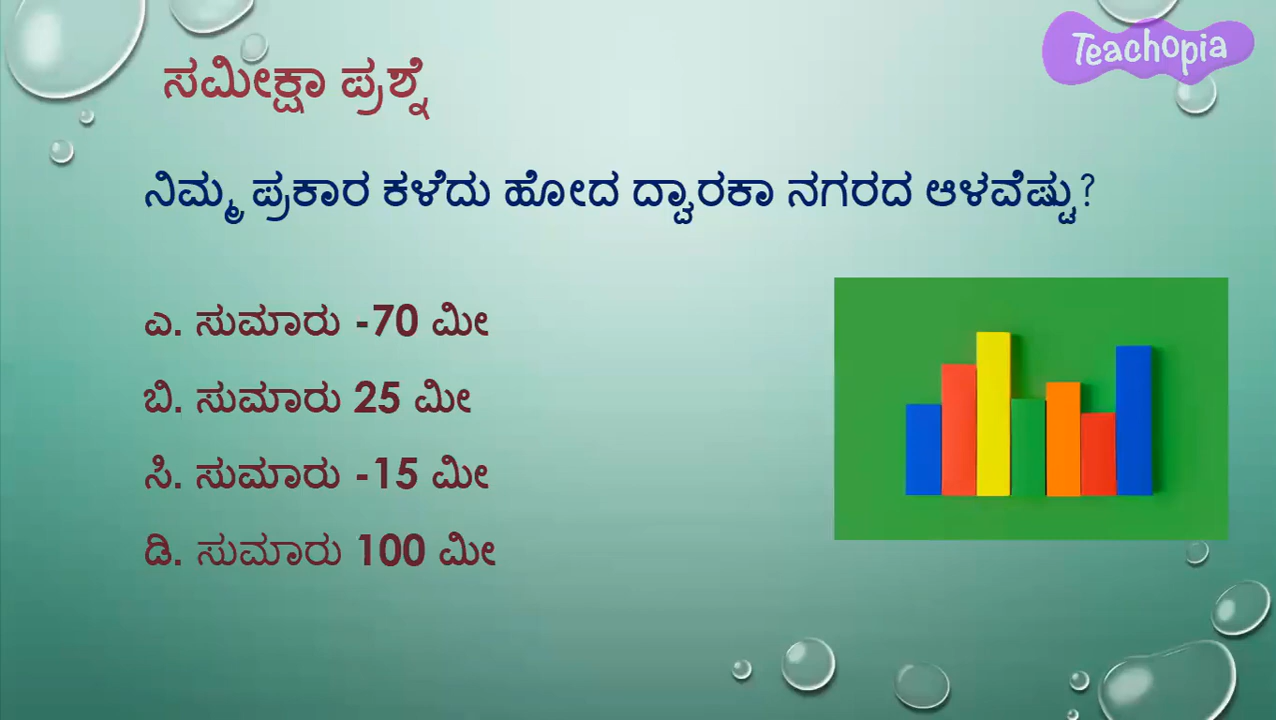 Teachopia
ಸಮೀಕ್ಷಾ ಪ್ರಶ್ನೆ
ನಿಮ್ಮ ಪ್ರಕಾರ ಕಳೆದು ಹೋದ ದ್ವಾರಕಾ ನಗರದ ಆಳವೆಷ್ಟು?
ಎ. ಸುಮಾರು -70 ಮೀ
ಬಿ. ಸುಮಾರು 25 ಮೀ
ಸಿ. ಸುಮಾರು -15 ಮೀ
ಡಿ. ಸುಮಾರು 100 ಮೀ